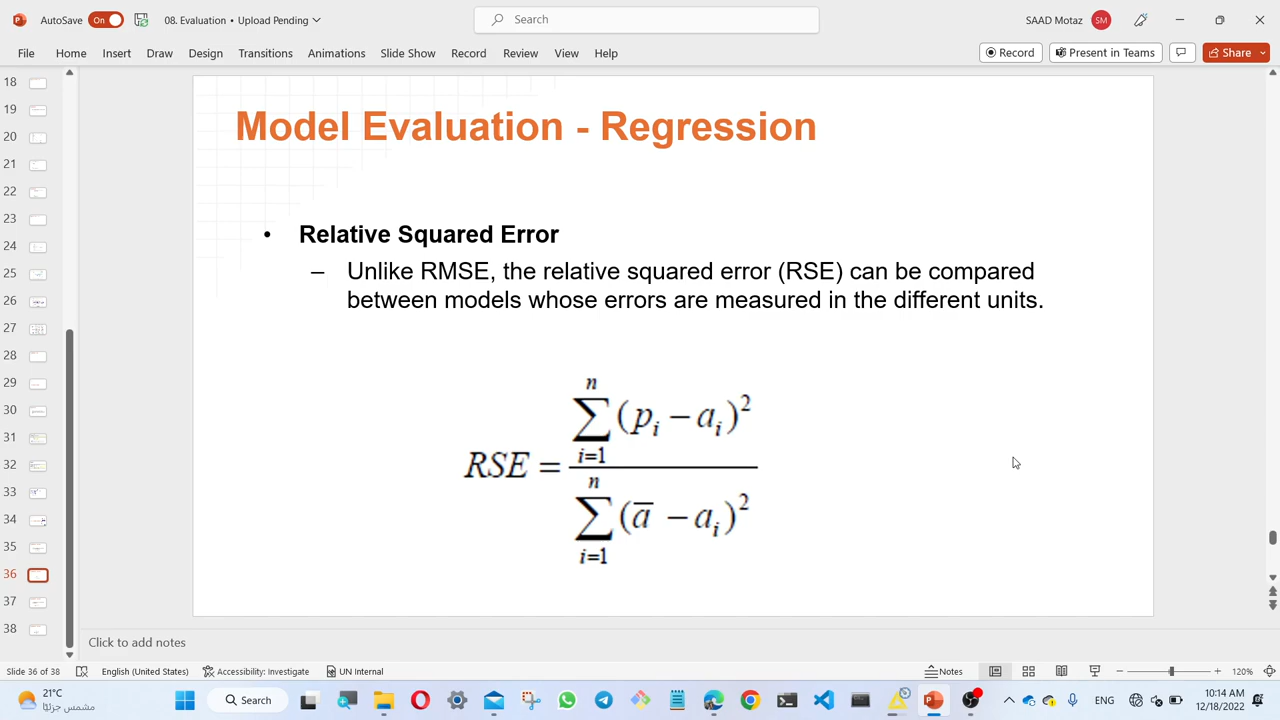 AutoSave On 08. Evaluation • Upload Pending Search SAAD Motaz SM
File Home Insert Draw Design Transitions Animations Slide Show Record Review View Help Record Present in Teams Share
18
19
20
21
22
23
24
25
26
27
28
29
30
31
32
33
34
35
36
37
38
Model Evaluation - Regression
• Relative Squared Error
– Unlike RMSE, the relative squared error (RSE) can be compared
between models whose errors are measured in the different units.
n
∑ (pᵢ − aᵢ)²
i=1
RSE =
n
∑ (a̅ − aᵢ)²
i=1
Click to add notes
Slide 36 of 38 English (United States) Accessibility: Investigate UN Internal Notes 120%
21°C
مشمس جزئيًا
Search
ENG
10:14 AM
12/18/2022